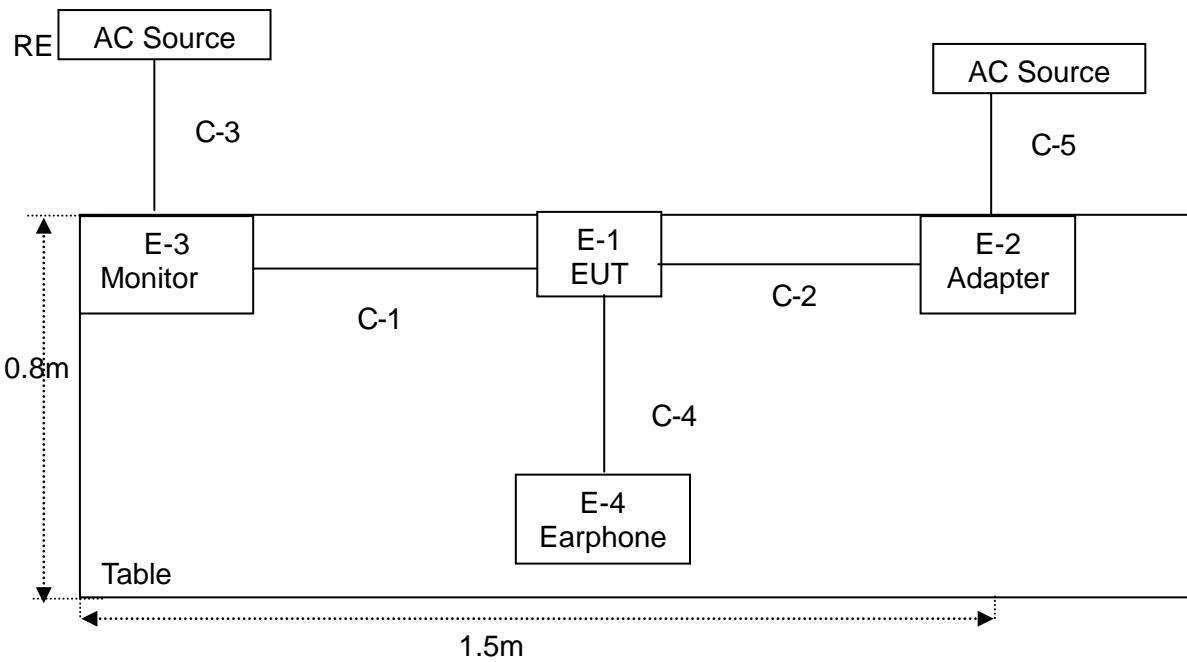 RE
AC Source
AC Source
C-3
C-5
E-3
Monitor
E-1
EUT
E-2
Adapter
C-1
C-2
0.8m
C-4
E-4
Earphone
Table
1.5m